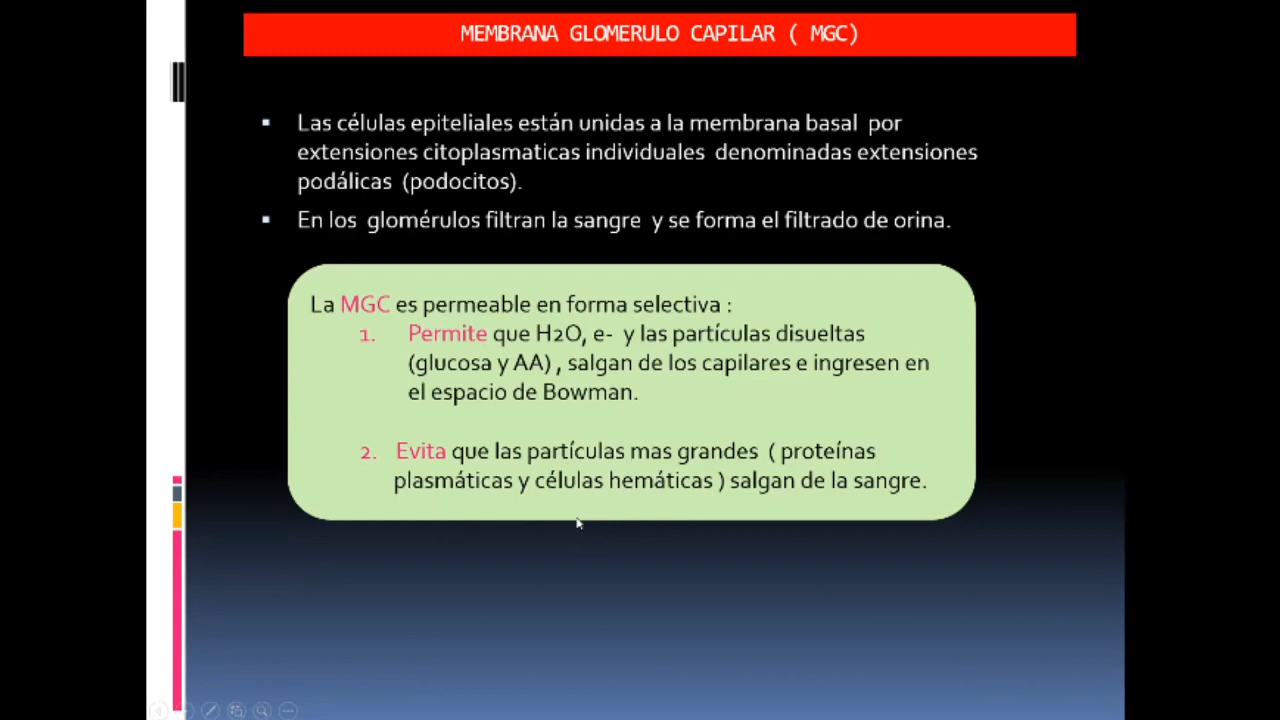 MEMBRANA GLOMERULO CAPILAR ( MGC)
Las células epiteliales están unidas a la membrana basal por
extensiones citoplasmaticas individuales denominadas extensiones
podálicas (podocitos).
En los glomérulos filtran la sangre y se forma el filtrado de orina.
La MGC es permeable en forma selectiva :
1. Permite que H2O, e- y las partículas disueltas
(glucosa y AA) , salgan de los capilares e ingresen en
el espacio de Bowman.
2. Evita que las partículas mas grandes ( proteínas
plasmáticas y células hemáticas ) salgan de la sangre.